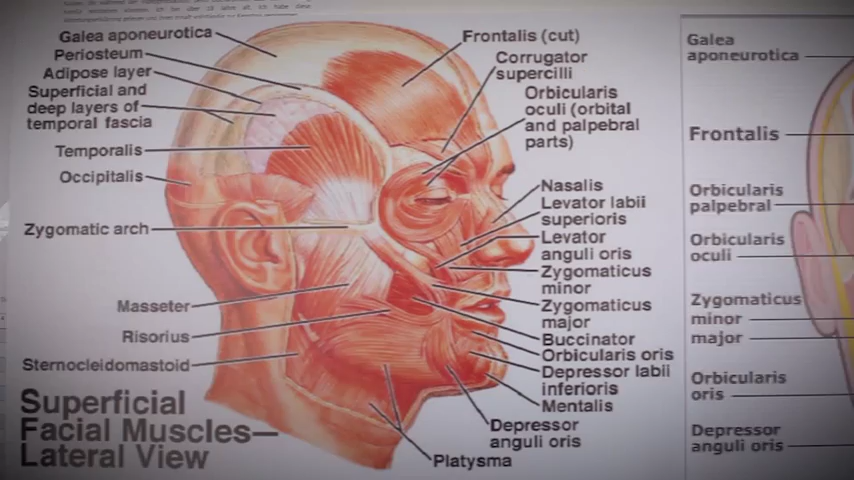 Galea aponeurotica
Periosteum
Adipose layer
Superficial and
deep layers of
temporal fascia
Temporalis
Occipitalis
Zygomatic arch
Masseter
Risorius
Sternocleidomastoid
Superficial
Facial Muscles—
Lateral View
Frontalis (cut)
Corrugator
supercilli
Orbicularis
oculi (orbital
and palpebral
parts)
Nasalis
Levator labii
superioris
Levator
anguli oris
Zygomaticus
minor
Zygomaticus
major
Buccinator
Orbicularis oris
Depressor labii
inferioris
Mentalis
Depressor
anguli oris
Platysma
Galea
aponeurotica
Frontalis
Orbicularis
palpebral
Orbicularis
oculi
Zygomaticus
minor
major
Orbicularis
oris
Depressor
anguli oris